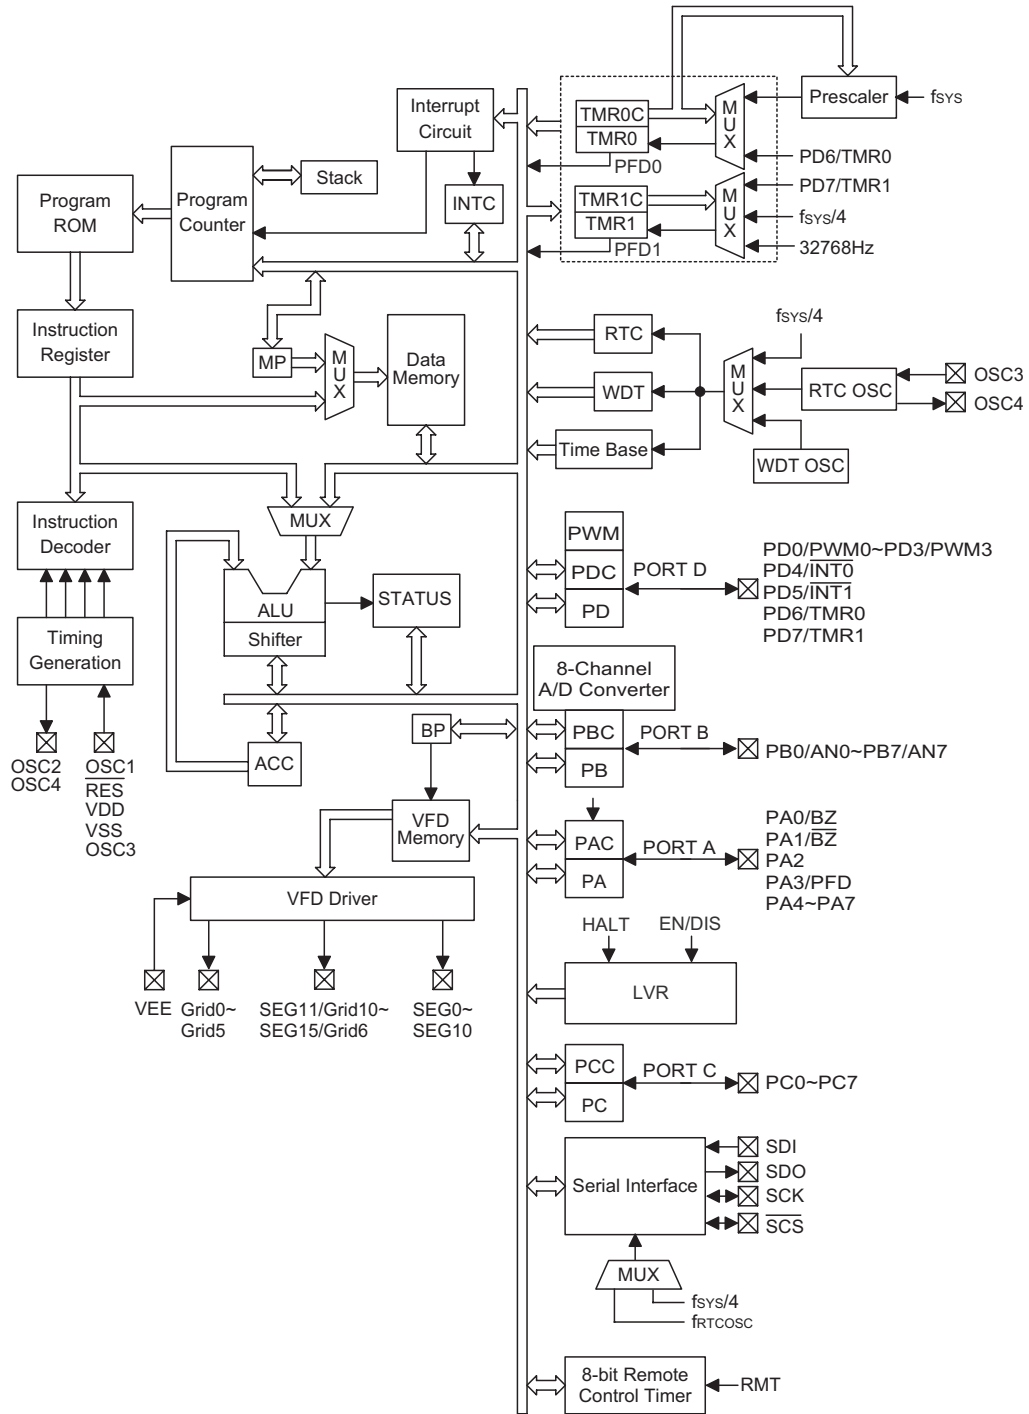 Interrupt
Circuit
TMR0C
TMR0
MUX
Prescaler
fSYS
PD6/TMR0
PFD0
Stack
Program
ROM
Program
Counter
INTC
TMR1C
TMR1
MUX
PD7/TMR1
fSYS/4
32768Hz
PFD1
Instruction
Register
MP
MUX
Data
Memory
RTC
WDT
Time Base
MUX
fSYS/4
RTC OSC
OSC3
OSC4
WDT OSC
Instruction
Decoder
MUX
ALU
Shifter
STATUS
PWM
PDC
PD
PORT D
PD0/PWM0~PD3/PWM3
PD4/I̅N̅T̅0̅
PD5/I̅N̅T̅1̅
PD6/TMR0
PD7/TMR1
Timing
Generation
8-Channel
A/D Converter
PBC
PB
PORT B
PB0/AN0~PB7/AN7
BP
ACC
OSC2
OSC4
OSC1
R̅E̅S̅
VDD
VSS
OSC3
VFD
Memory
PAC
PA
PORT A
PA0/BZ
PA1/B̅Z̅
PA2
PA3/PFD
PA4~PA7
VFD Driver
VEE
Grid0~
Grid5
SEG11/Grid10~
SEG15/Grid6
SEG0~
SEG10
HALT
EN/DIS
LVR
PCC
PC
PORT C
PC0~PC7
Serial Interface
SDI
SDO
SCK
S̅C̅S̅
MUX
fSYS/4
fRTCOSC
8-bit Remote
Control Timer
RMT